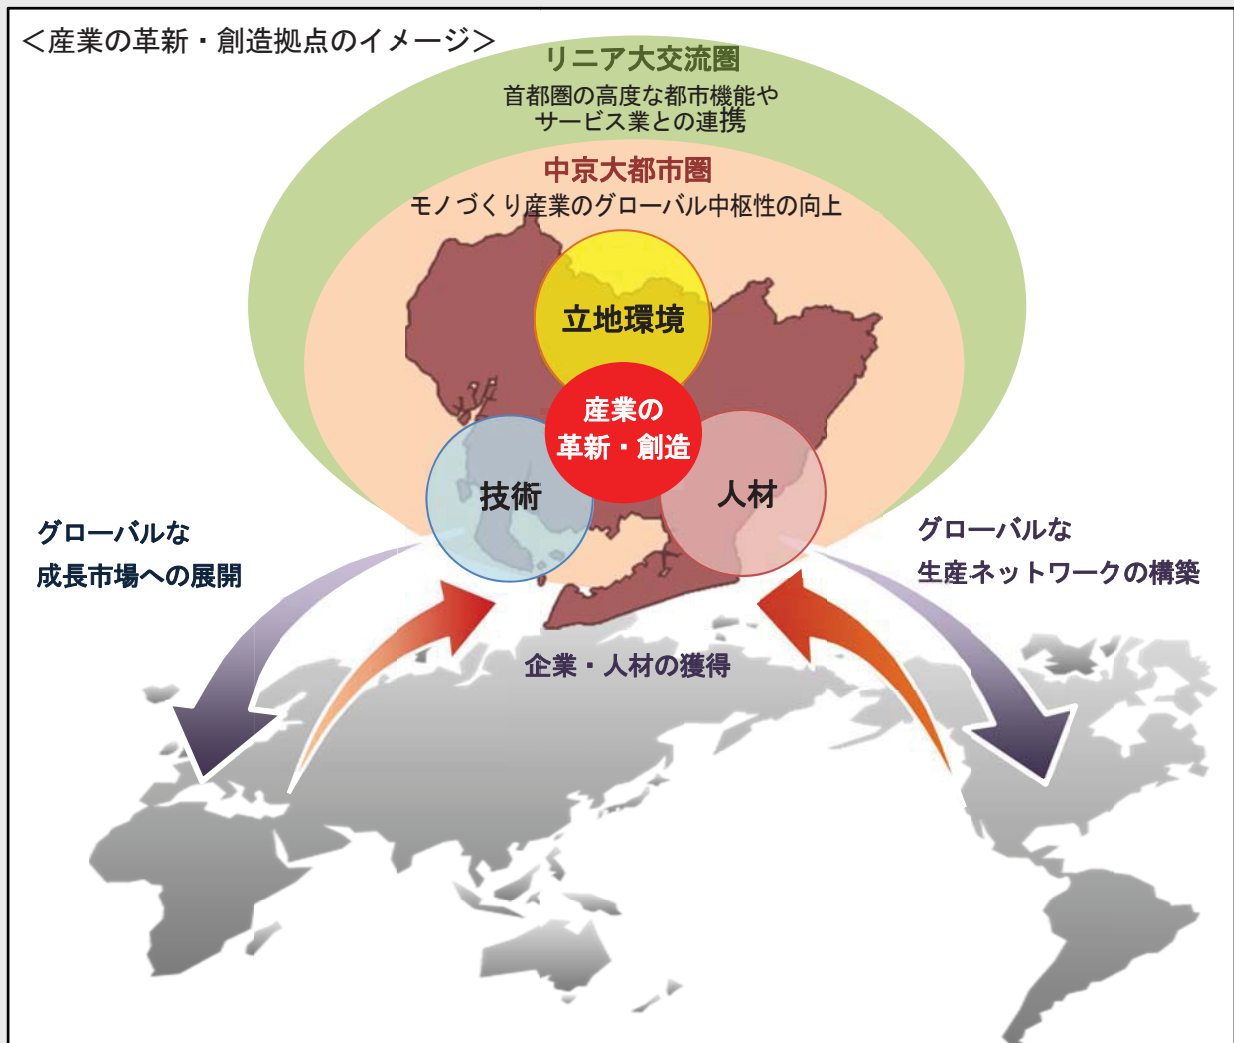 ＜産業の革新・創造拠点のイメージ＞
リニア大交流圏
首都圏の高度な都市機能や
サービス業との連携
中京大都市圏
モノづくり産業のグローバル中枢性の向上
立地環境
産業の
革新・創造
技術
人材
グローバルな
成長市場への展開
グローバルな
生産ネットワークの構築
企業・人材の獲得